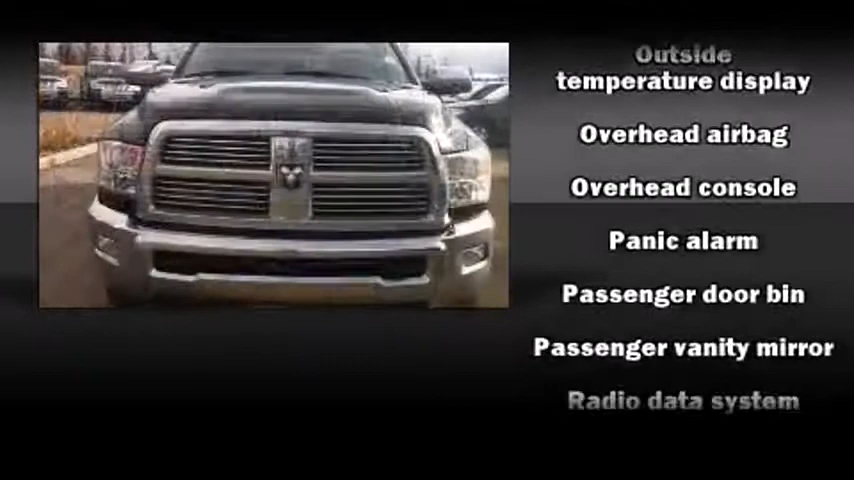 Outside
temperature display
Overhead airbag
Overhead console
Panic alarm
Passenger door bin
Passenger vanity mirror
Radio data system